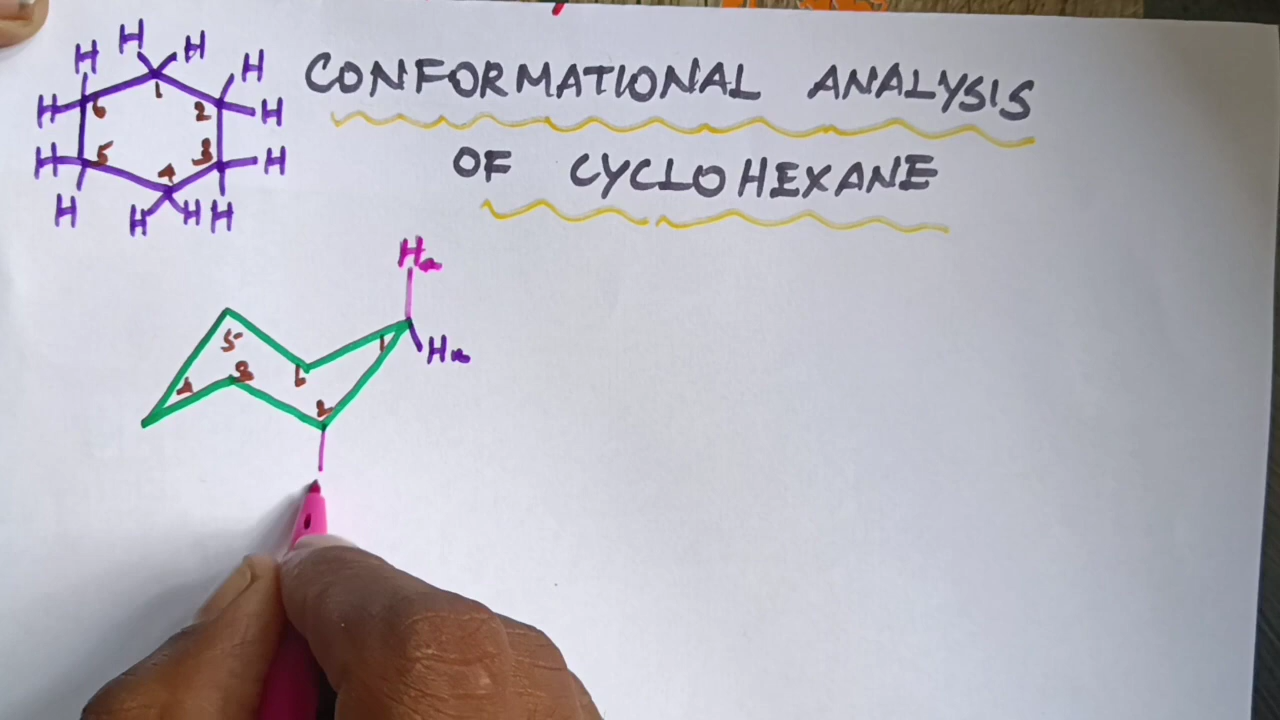 CONFORMATIONAL ANALYSIS
OF CYCLOHEXANE
H H
H H
H H
H H
H H H H
1 2 3 4 5 6
Ha
5 1
He
4 3 6
2